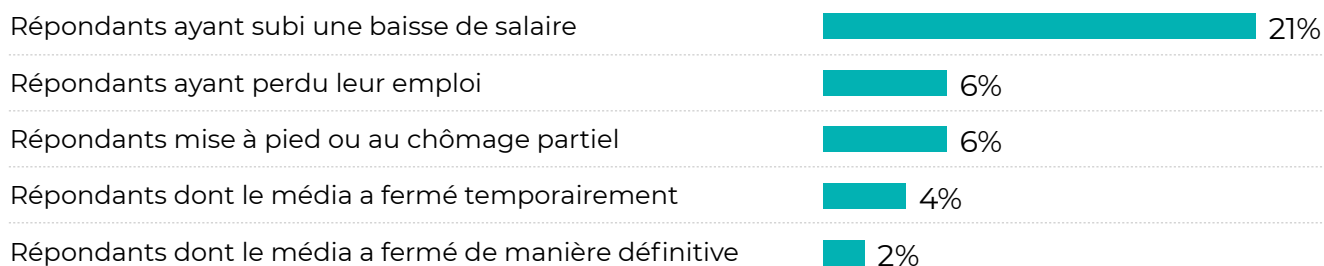 Répondants ayant subi une baisse de salaire 21%
Répondants ayant perdu leur emploi 6%
Répondants mise à pied ou au chômage partiel 6%
Répondants dont le média a fermé temporairement 4%
Répondants dont le média a fermé de manière définitive 2%